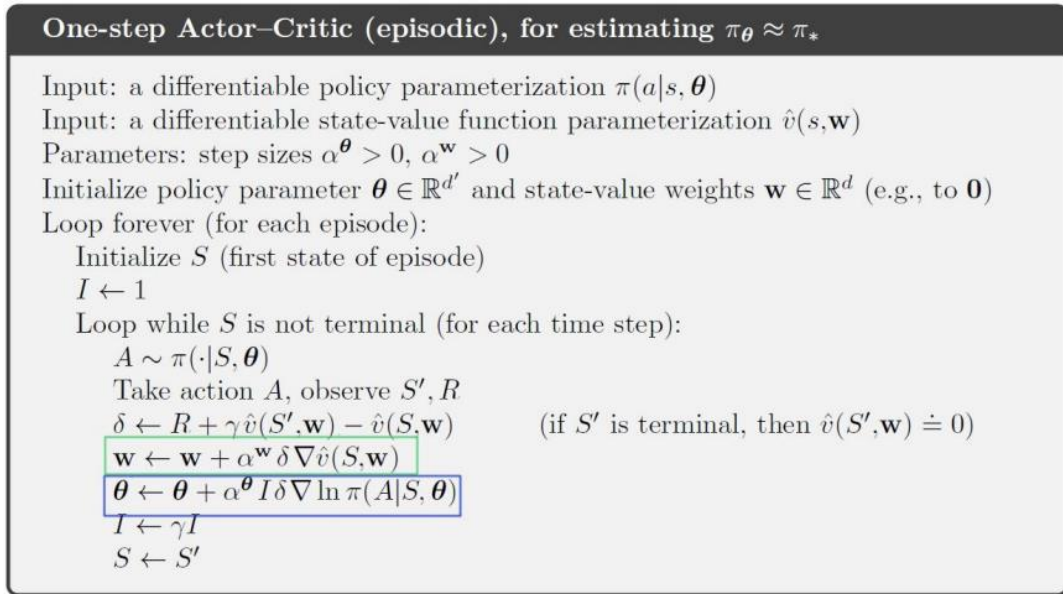 One-step Actor–Critic (episodic), for estimating π_𝜽 ≈ π_*
Input: a differentiable policy parameterization π(a|s, 𝜽)
Input: a differentiable state-value function parameterization v̂(s,𝐰)
Parameters: step sizes α^𝜽 > 0, α^𝐰 > 0
Initialize policy parameter 𝜽 ∈ ℝ^{d′} and state-value weights 𝐰 ∈ ℝ^d (e.g., to 𝟎)
Loop forever (for each episode):
Initialize S (first state of episode)
I ← 1
Loop while S is not terminal (for each time step):
A ∼ π(·|S, 𝜽)
Take action A, observe S′, R
δ ← R + γv̂(S′,𝐰) − v̂(S,𝐰) (if S′ is terminal, then v̂(S′,𝐰) ≐ 0)
𝐰 ← 𝐰 + α^𝐰 δ∇v̂(S,𝐰)
𝜽 ← 𝜽 + α^𝜽 Iδ∇ ln π(A|S, 𝜽)
I ← γI
S ← S′